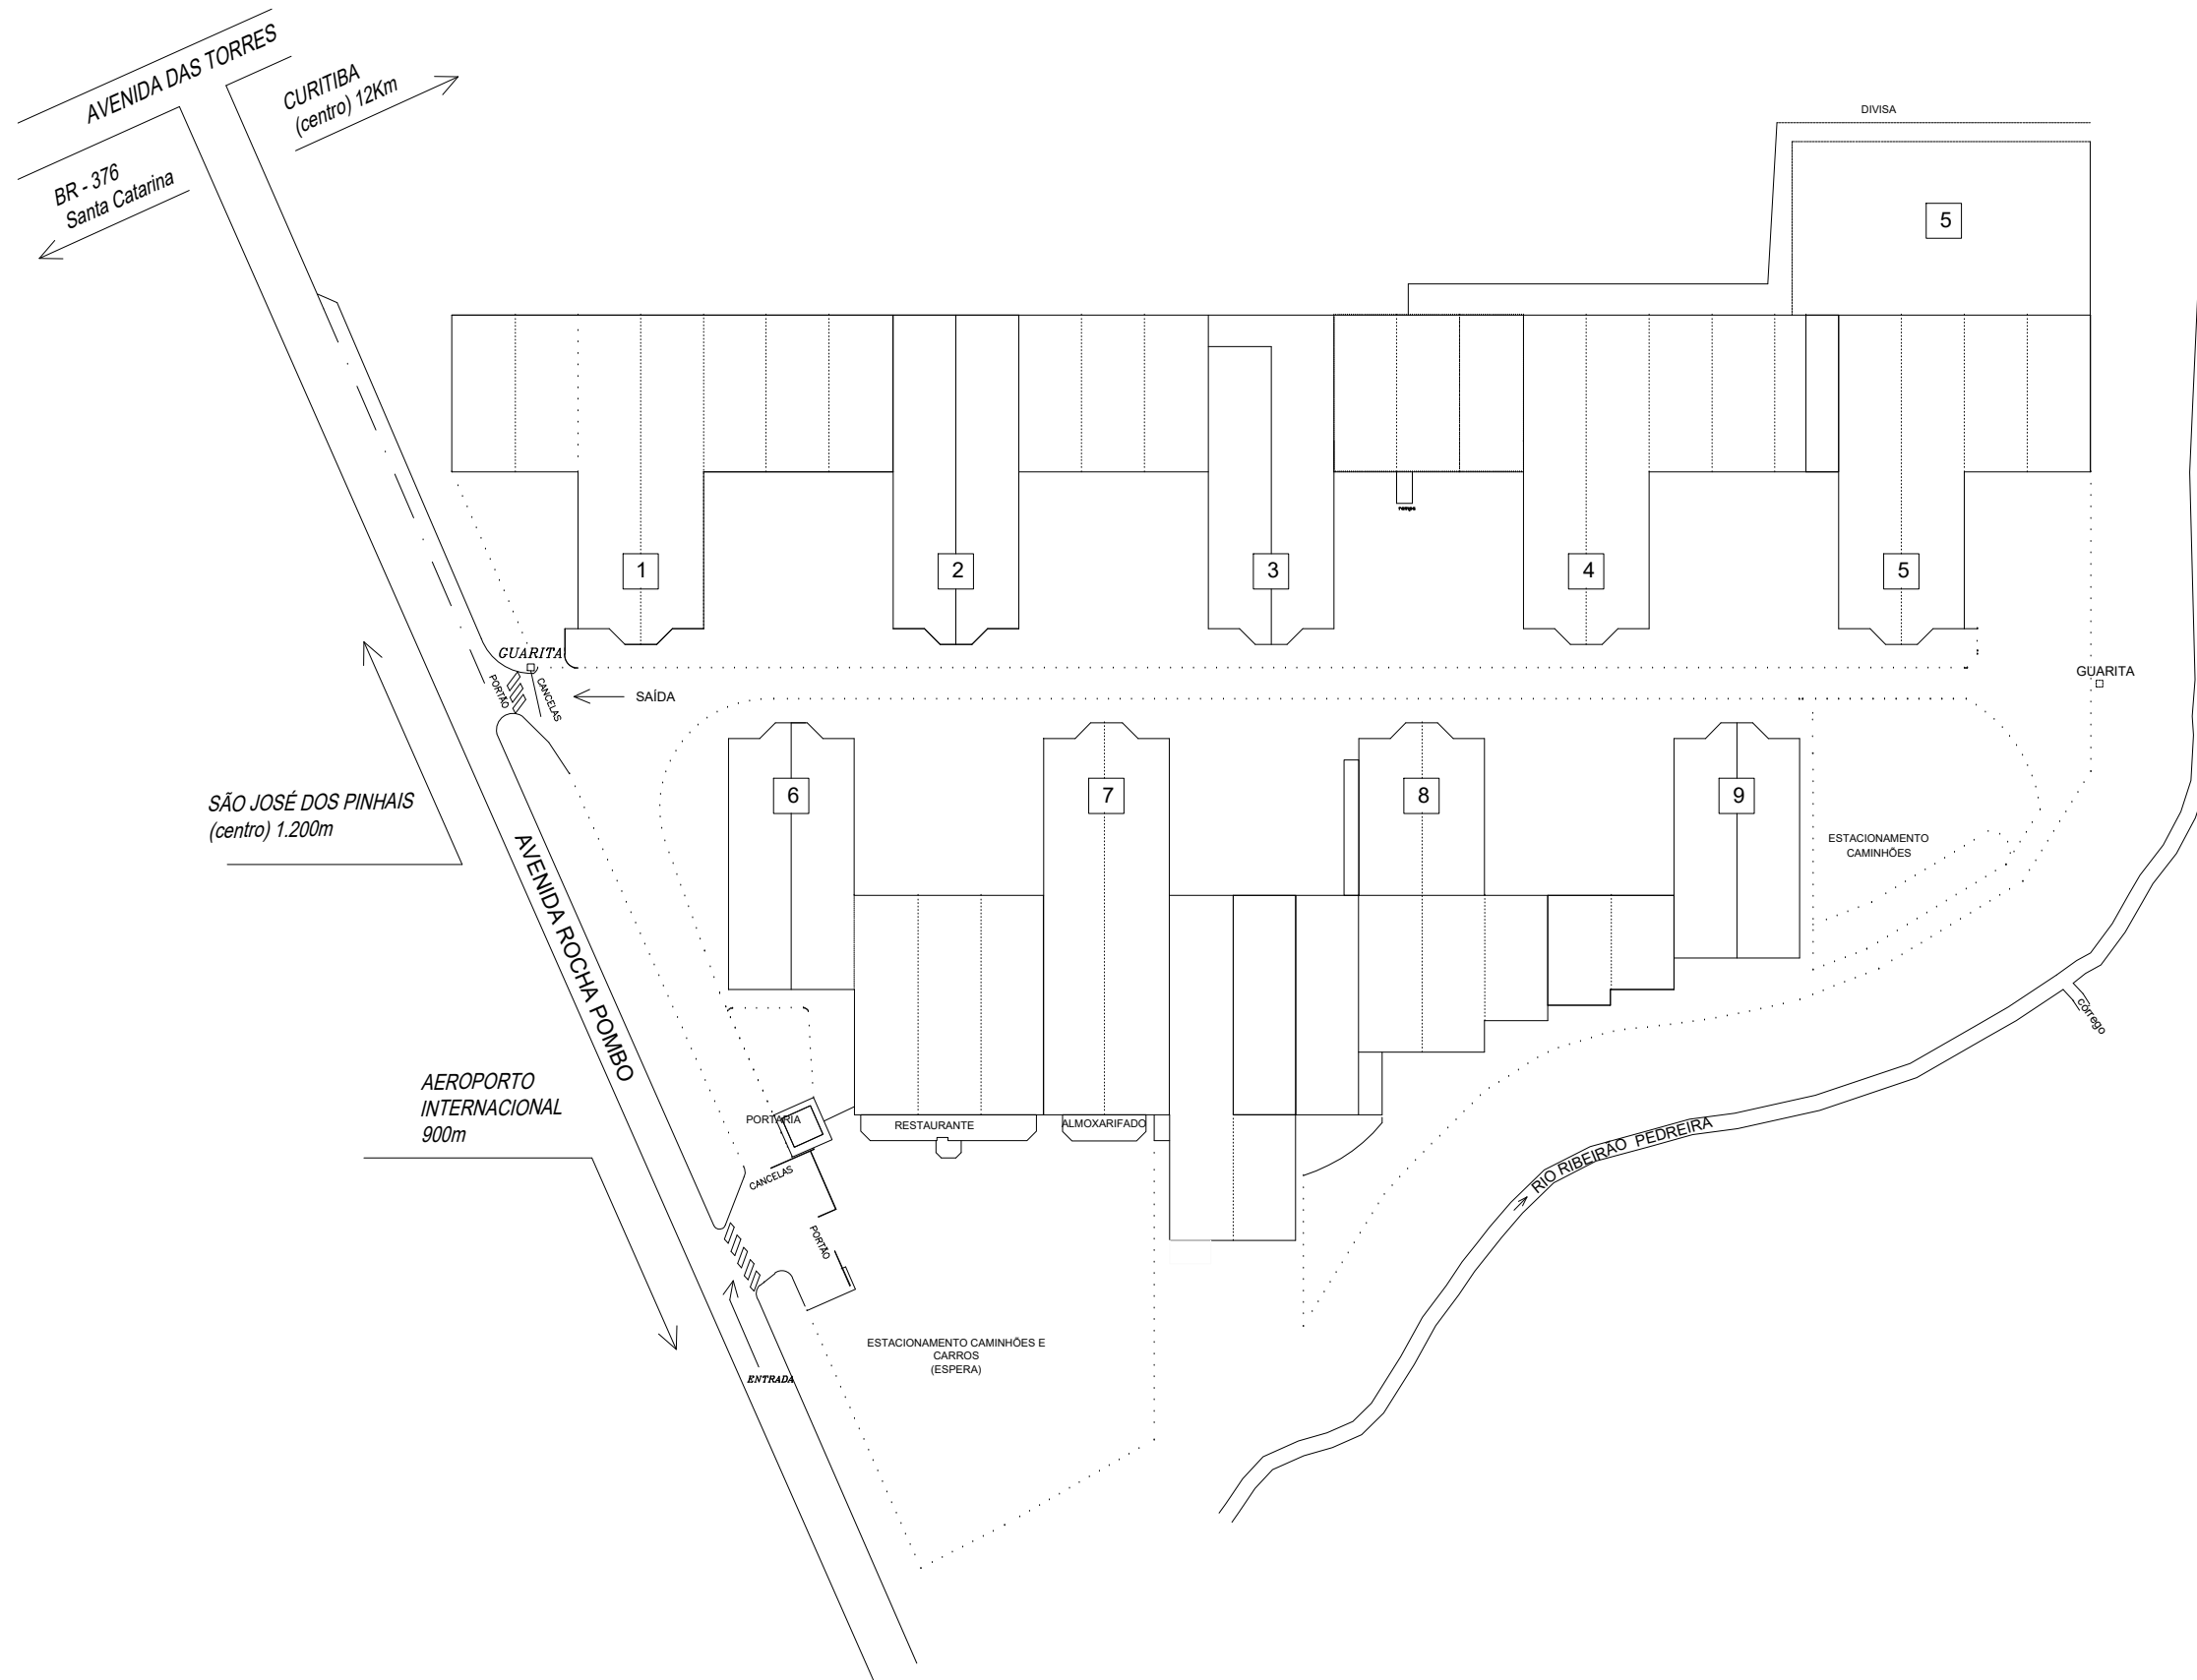 AVENIDA DAS TORRES
CURITIBA
(centro) 12Km
BR - 376
Santa Catarina
DIVISA
5
1
2
3
4
5
rampa
GUARITA
PORTÃO
CANCELAS
SAÍDA
GUARITA
6
7
8
9
SÃO JOSÉ DOS PINHAIS
(centro) 1.200m
ESTACIONAMENTO
CAMINHÕES
AVENIDA ROCHA POMBO
córrego
AEROPORTO
INTERNACIONAL
900m
PORTARIA
RESTAURANTE
ALMOXARIFADO
RIO RIBEIRÃO PEDREIRA
CANCELAS
PORTÃO
ESTACIONAMENTO CAMINHÕES E
CARROS
(ESPERA)
ENTRADA